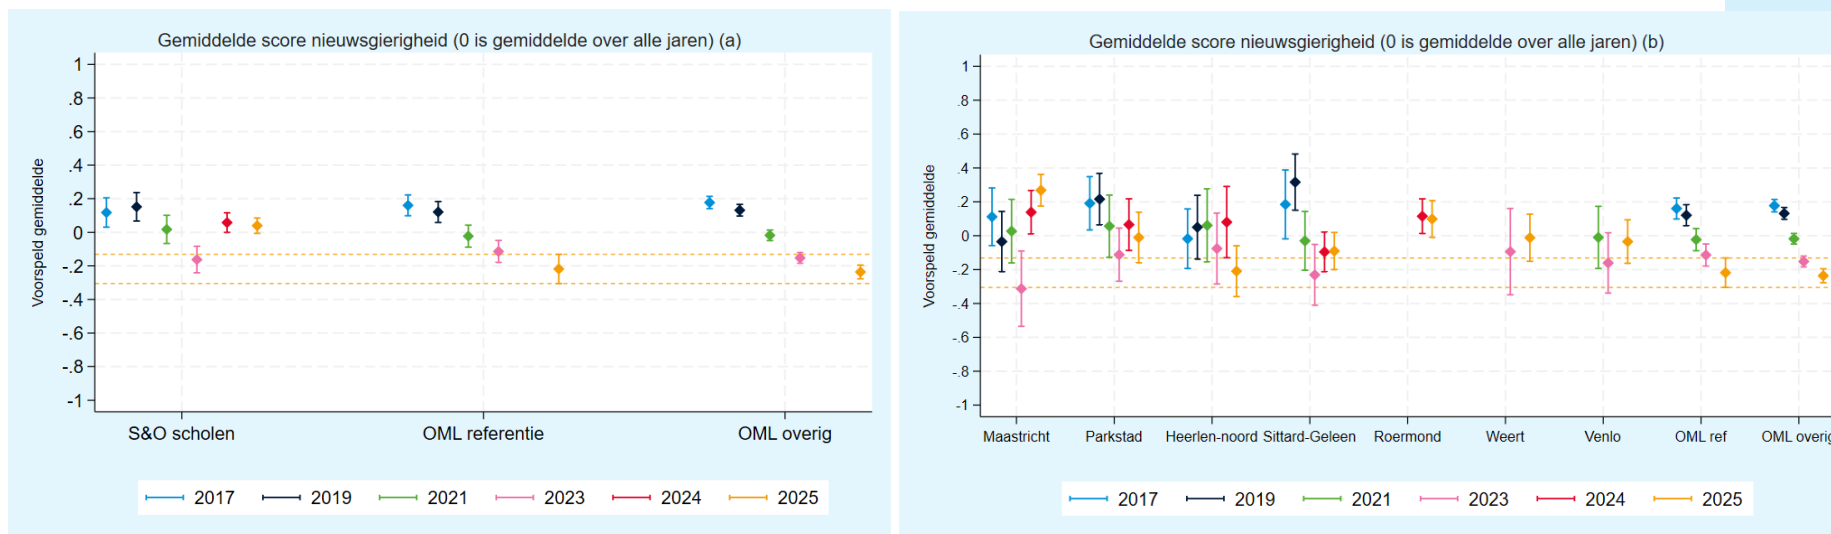 Gemiddelde score nieuwsgierigheid (0 is gemiddelde over alle jaren) (a)
Voorspeld gemiddelde
1
.8
.6
.4
.2
0
-.2
-.4
-.6
-.8
-1
S&O scholen OML referentie OML overig
2017 2019 2021 2023 2024 2025
Gemiddelde score nieuwsgierigheid (0 is gemiddelde over alle jaren) (b)
Voorspeld gemiddelde
1
.8
.6
.4
.2
0
-.2
-.4
-.6
-.8
-1
Maastricht Parkstad Heerlen-noord Sittard-Geleen Roermond Weert Venlo OML ref OML overig
2017 2019 2021 2023 2024 2025